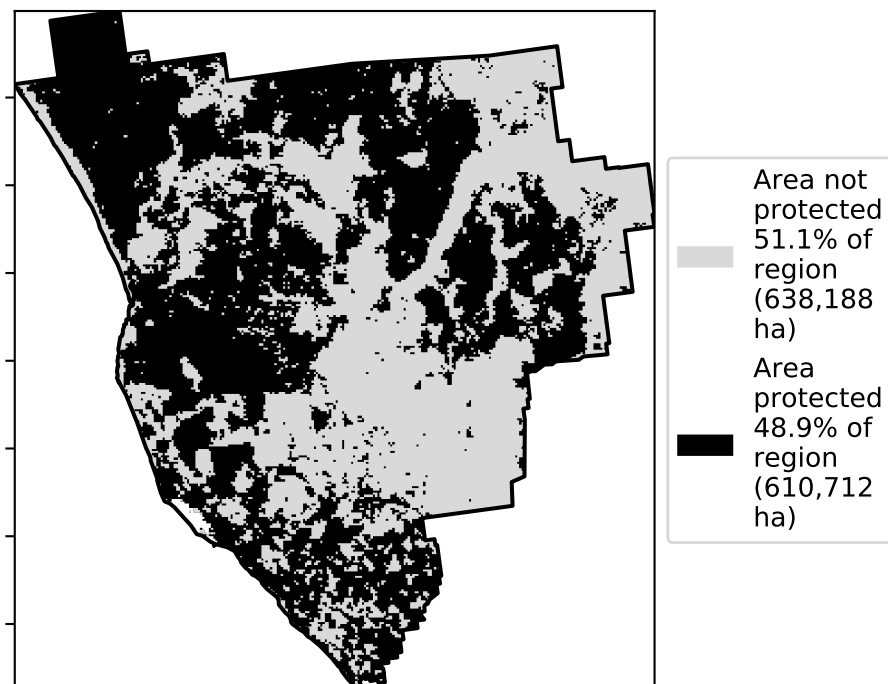 Area not
protected
51.1% of
region
(638,188
ha)
Area
protected
48.9% of
region
(610,712
ha)